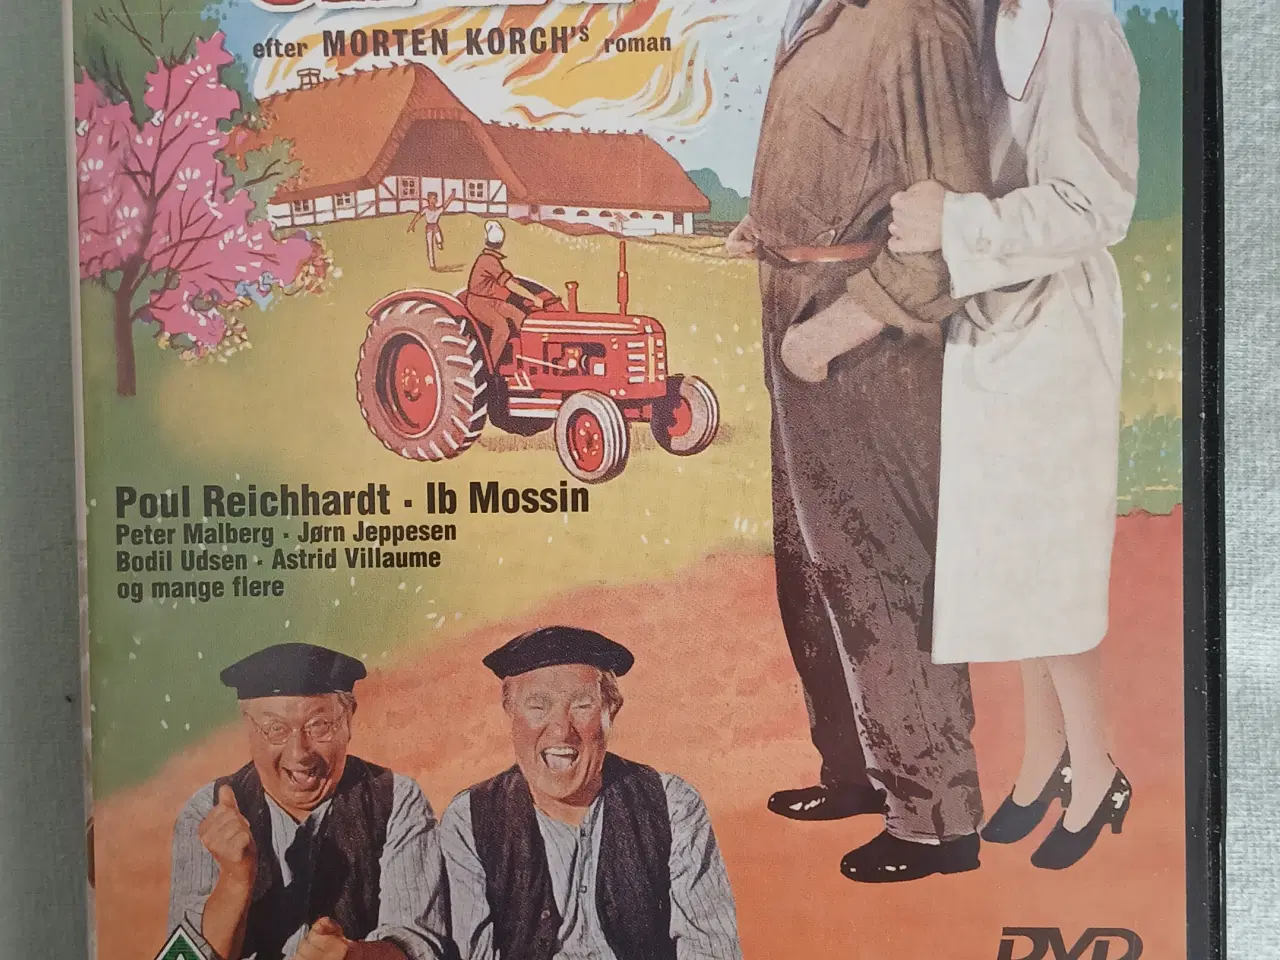 efter MORTEN KORCH's roman
Poul Reichhardt · Ib Mossin
Peter Malberg · Jørn Jeppesen
Bodil Udsen · Astrid Villaume
og mange flere
DVD